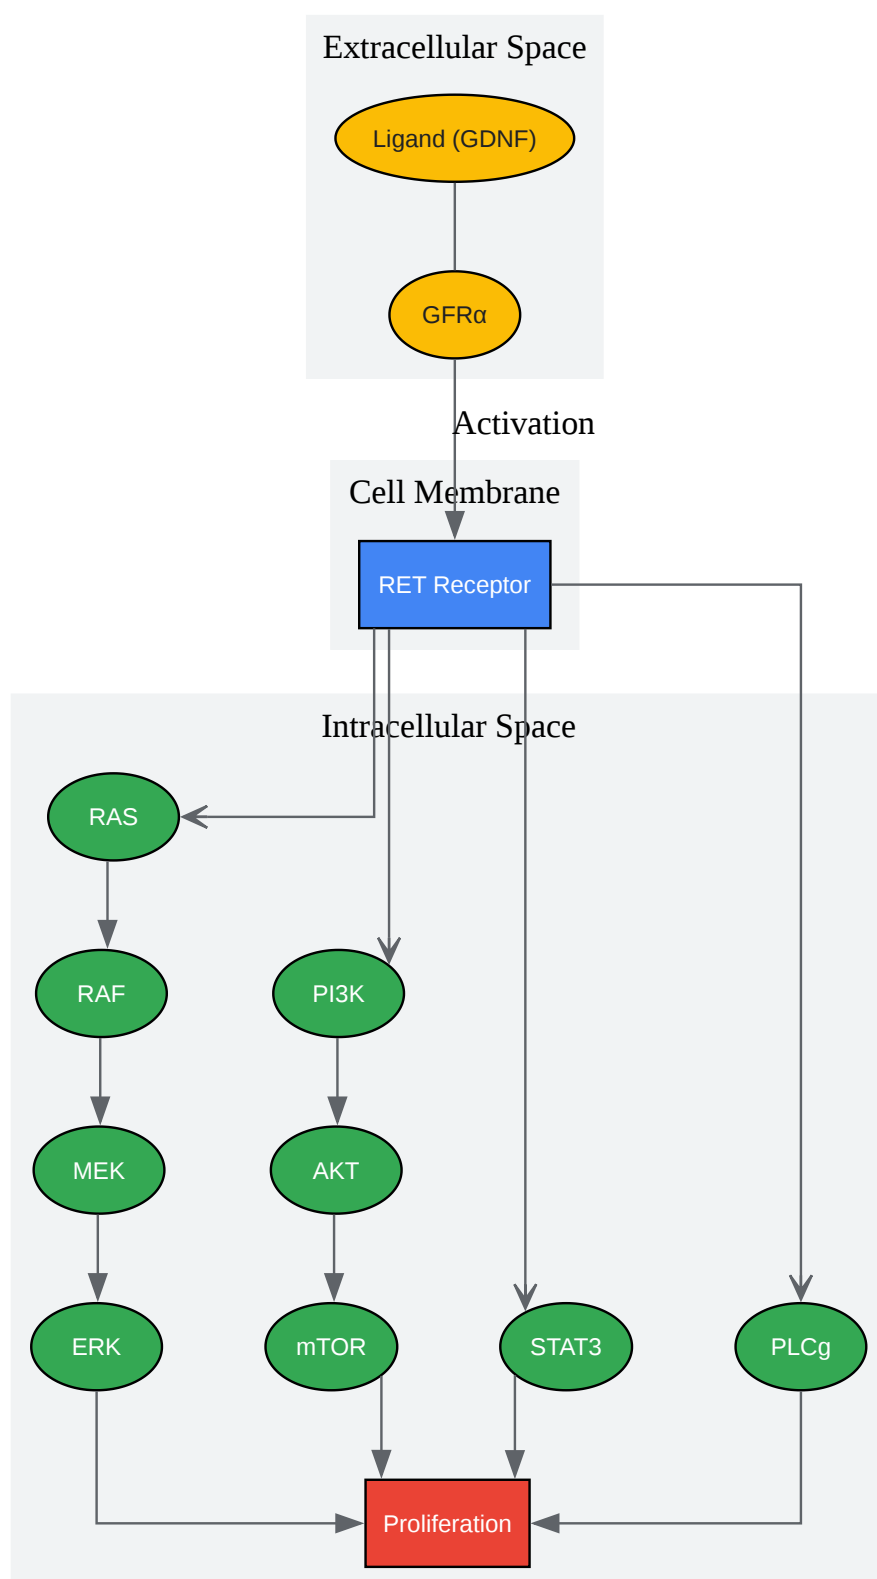 Extracellular Space
Ligand (GDNF)
GFRα
Activation
Cell Membrane
RET Receptor
Intracellular Space
RAS
RAF
PI3K
MEK
AKT
ERK
mTOR
STAT3
PLCg
Proliferation